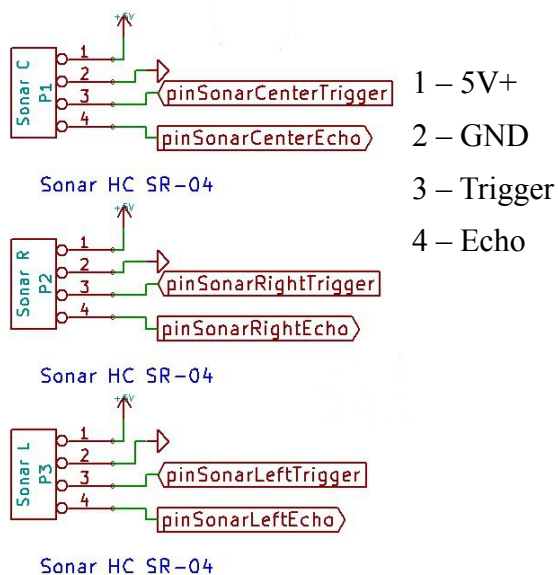 +5V
Sonar C
P1
1
2
3
4
pinSonarCenterTrigger
pinSonarCenterEcho
Sonar HC SR-04
+5V
Sonar R
P2
1
2
3
4
pinSonarRightTrigger
pinSonarRightEcho
Sonar HC SR-04
+5V
Sonar L
P3
1
2
3
4
pinSonarLeftTrigger
pinSonarLeftEcho
Sonar HC SR-04
1 – 5V+
2 – GND
3 – Trigger
4 – Echo